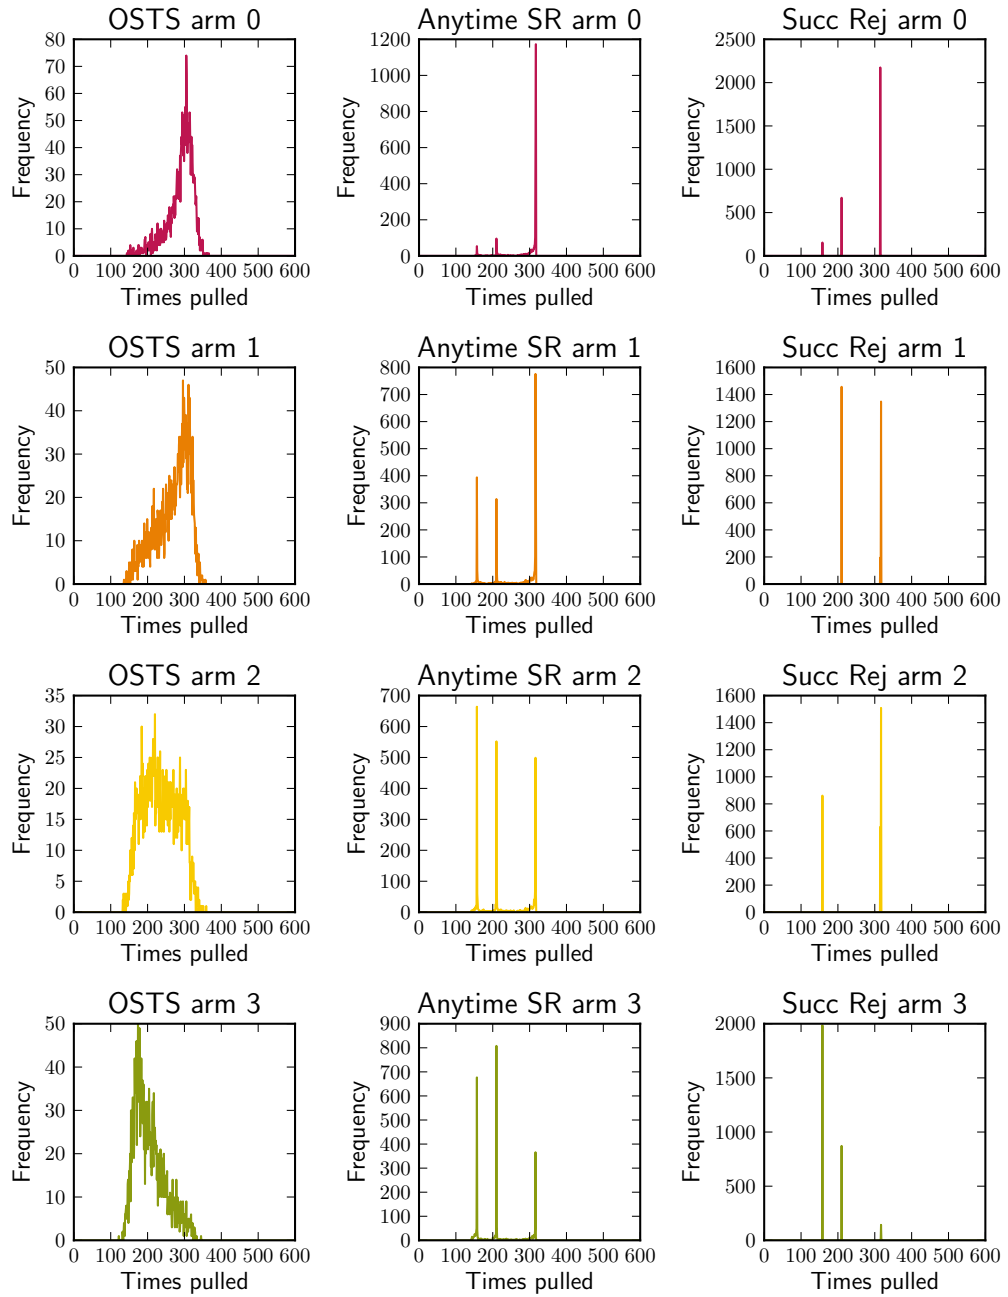 OSTS arm 0
Anytime SR arm 0
Succ Rej arm 0
80
70
60
50
40
30
20
10
0
Frequency
0 100 200 300 400 500 600
Times pulled
1200
1000
800
600
400
200
0
Frequency
0 100 200 300 400 500 600
Times pulled
2500
2000
1500
1000
500
0
Frequency
0 100 200 300 400 500 600
Times pulled
OSTS arm 1
Anytime SR arm 1
Succ Rej arm 1
50
40
30
20
10
0
Frequency
0 100 200 300 400 500 600
Times pulled
800
700
600
500
400
300
200
100
0
Frequency
0 100 200 300 400 500 600
Times pulled
1600
1400
1200
1000
800
600
400
200
0
Frequency
0 100 200 300 400 500 600
Times pulled
OSTS arm 2
Anytime SR arm 2
Succ Rej arm 2
35
30
25
20
15
10
5
0
Frequency
0 100 200 300 400 500 600
Times pulled
700
600
500
400
300
200
100
0
Frequency
0 100 200 300 400 500 600
Times pulled
1600
1400
1200
1000
800
600
400
200
0
Frequency
0 100 200 300 400 500 600
Times pulled
OSTS arm 3
Anytime SR arm 3
Succ Rej arm 3
50
40
30
20
10
0
Frequency
0 100 200 300 400 500 600
Times pulled
900
800
700
600
500
400
300
200
100
0
Frequency
0 100 200 300 400 500 600
Times pulled
2000
1500
1000
500
0
Frequency
0 100 200 300 400 500 600
Times pulled